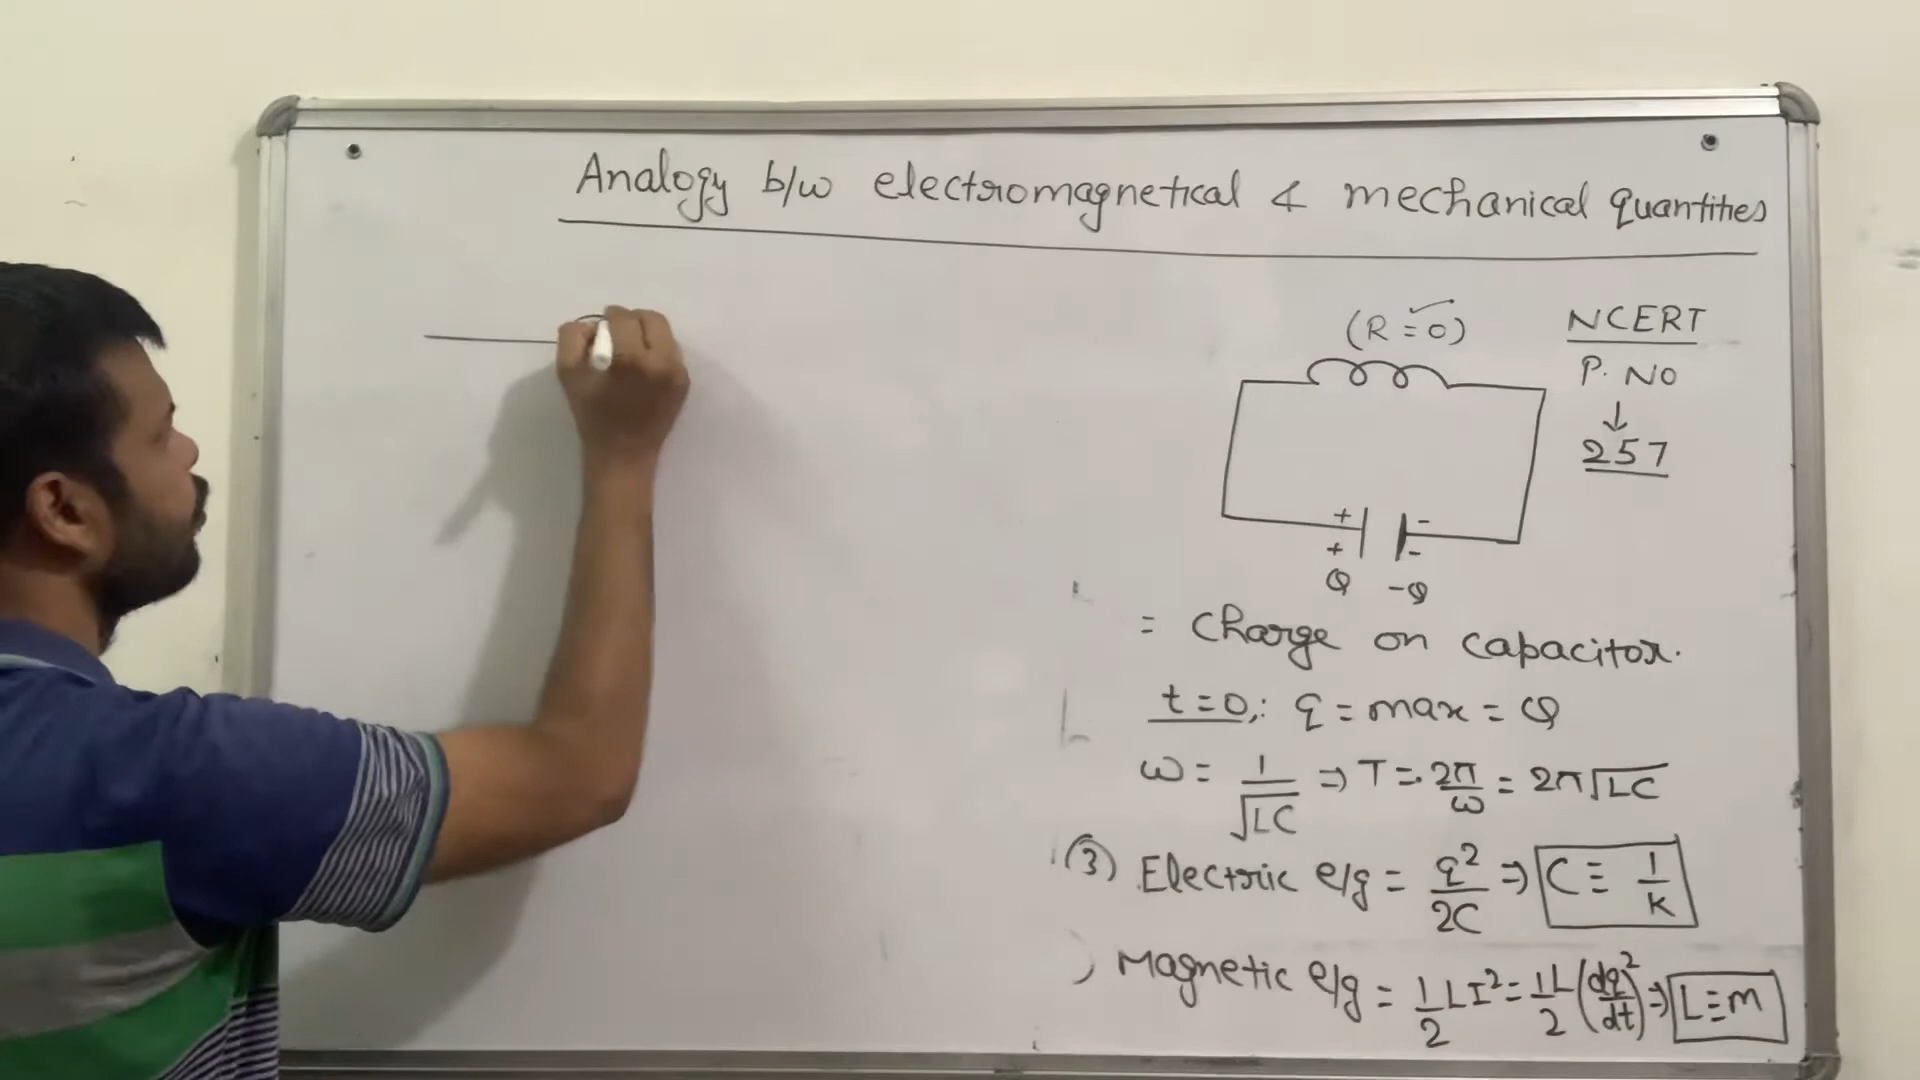 Analogy b/w electromagnetical & mechanical quantities
(R = 0)
NCERT
P. NO
↓
257
+ -
+ -
Q -Q
= Charge on capacitor.
t = 0,: q = max = Q
ω = 1/√LC ⇒ T = 2π/ω = 2π√LC
(3) Electric e/g = q²/2C ⇒ C ≡ 1/K
) Magnetic e/g = 1/2 LI² = 1/2 L (dq/dt)² ⇒ L ≡ m